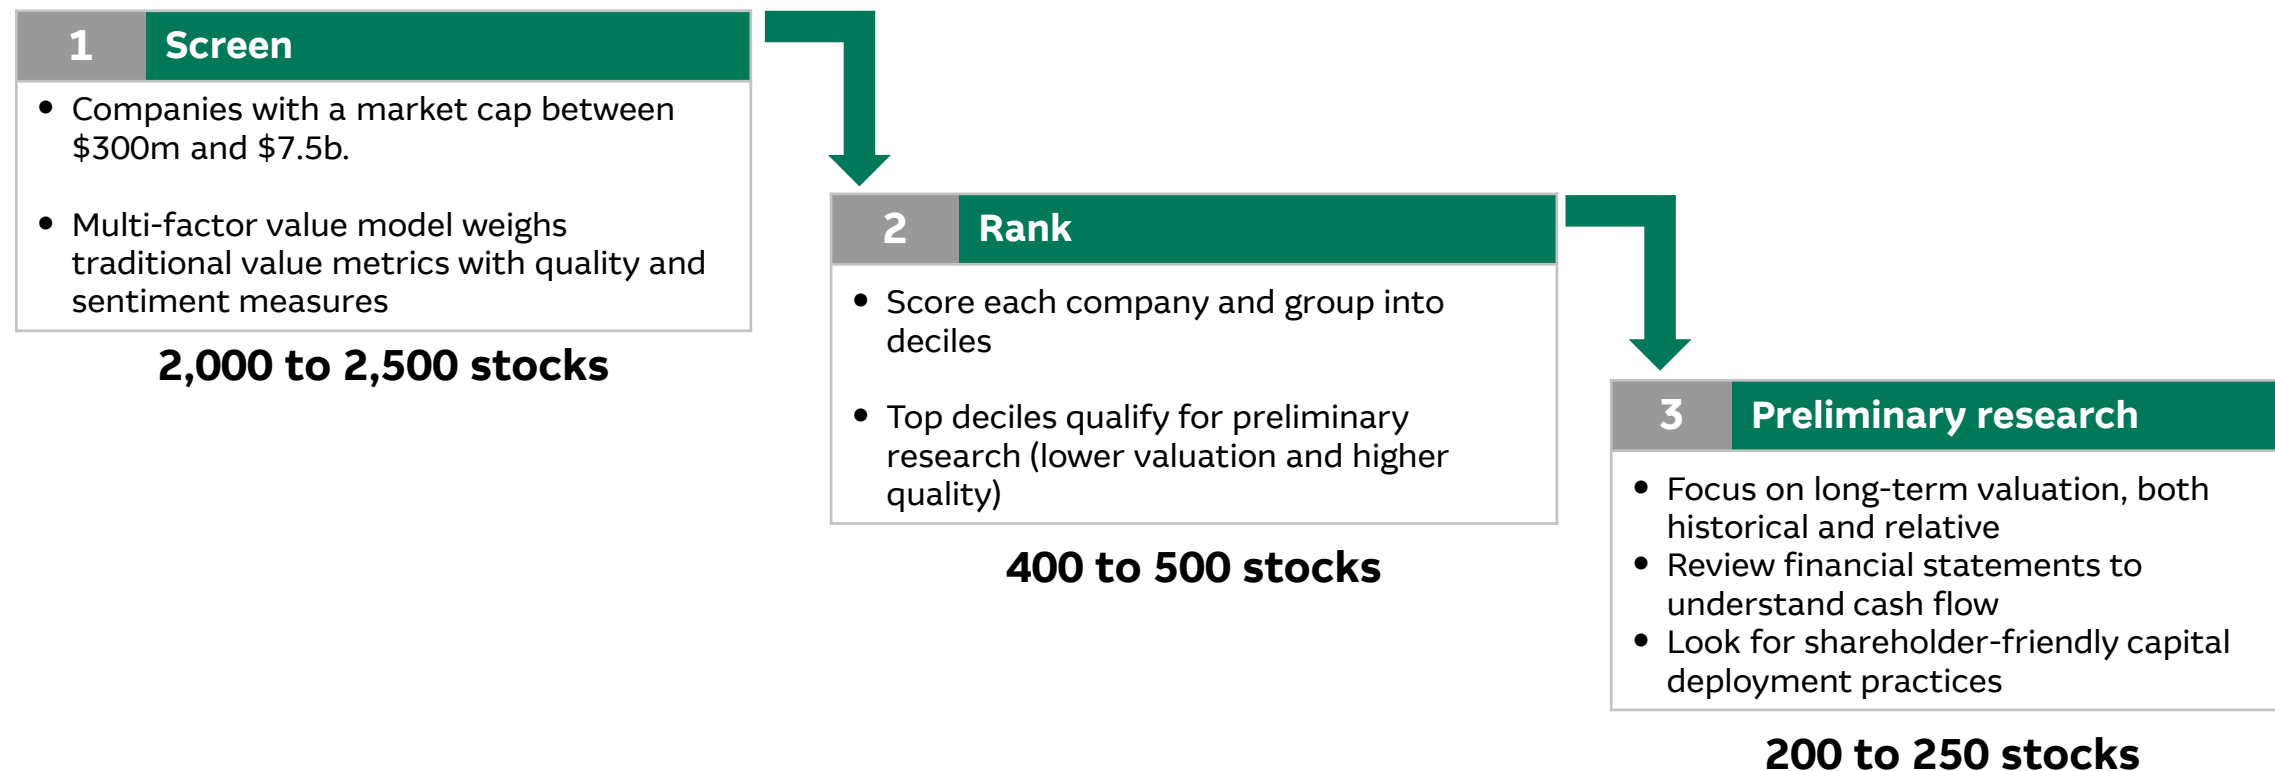 1 Screen
• Companies with a market cap between
$300m and $7.5b.
• Multi-factor value model weighs
traditional value metrics with quality and
sentiment measures
2,000 to 2,500 stocks
2 Rank
• Score each company and group into
deciles
• Top deciles qualify for preliminary
research (lower valuation and higher
quality)
400 to 500 stocks
3 Preliminary research
• Focus on long-term valuation, both
historical and relative
• Review financial statements to
understand cash flow
• Look for shareholder-friendly capital
deployment practices
200 to 250 stocks